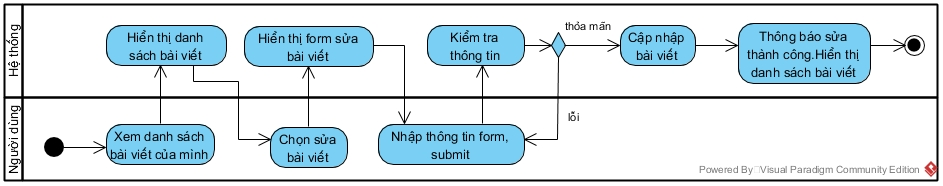 Hệ thống
Hiển thị danh
sách bài viết
Hiển thị form sửa
bài viết
Kiểm tra
thông tin
thỏa mãn
Cập nhập
bài viết
Thông báo sửa
thành công.Hiển thị
danh sách bài viết
Người dùng
Xem danh sách
bài viết của mình
Chọn sửa
bài viết
Nhập thông tin form,
submit
lỗi
Powered By Visual Paradigm Community Edition